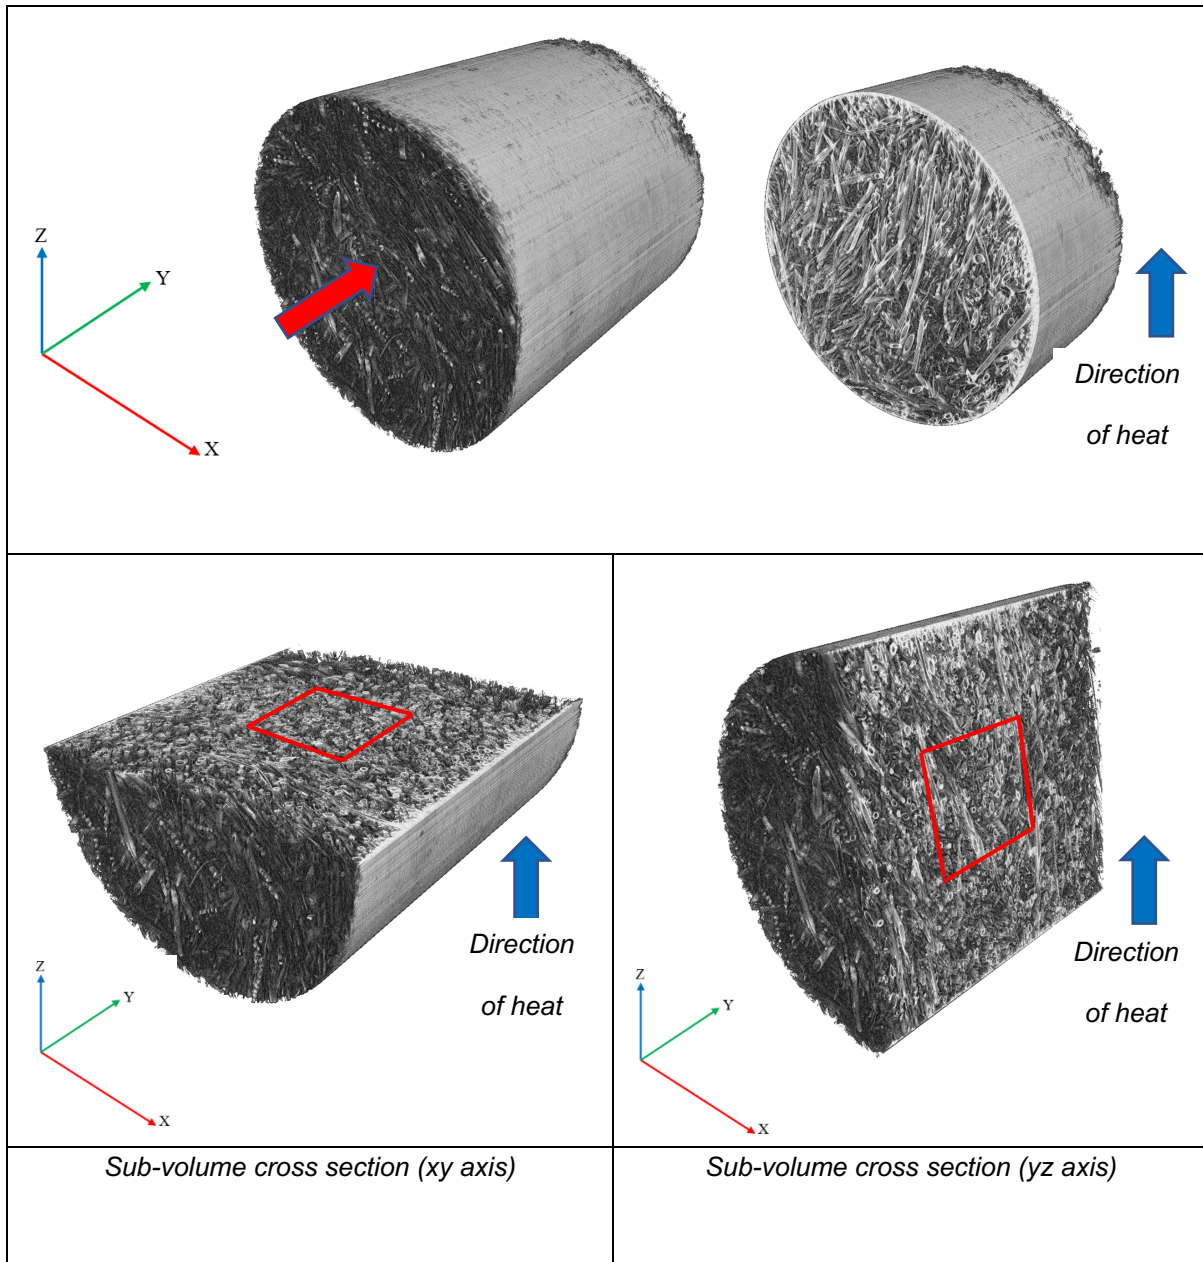 Z
Y
X
Direction
of heat
Direction
of heat
Z
Y
X
Direction
of heat
Z
Y
X
Sub-volume cross section (xy axis)
Sub-volume cross section (yz axis)